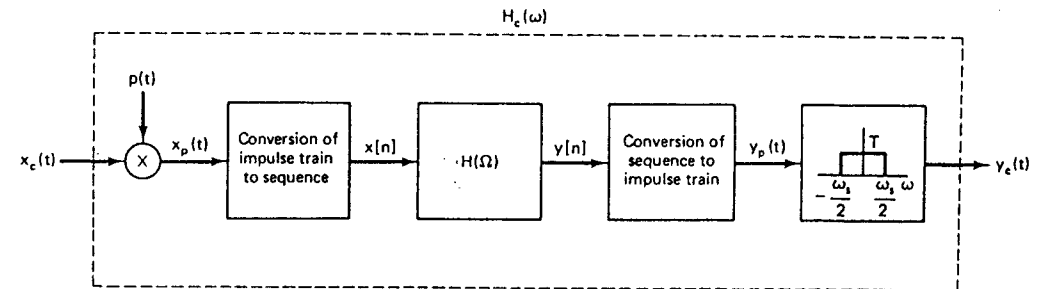 H_c(ω)
p(t)
x_c(t)
X
x_p(t)
Conversion of
impulse train
to sequence
x[n]
H(Ω)
y[n]
Conversion of
sequence to
impulse train
y_p(t)
T
-ω_s/2
ω_s/2
ω
y_c(t)